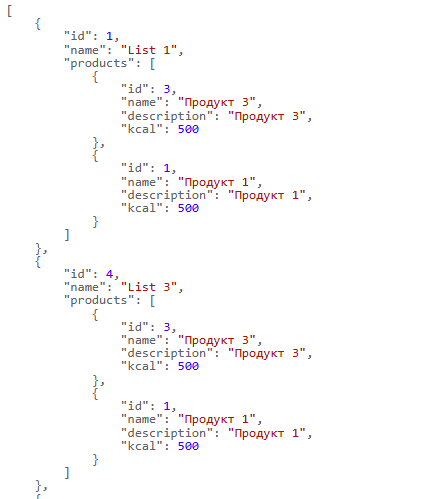 [
    {
        "id": 1,
        "name": "List 1",
        "products": [
            {
                "id": 3,
                "name": "Продукт 3",
                "description": "Продукт 3",
                "kcal": 500
            },
            {
                "id": 1,
                "name": "Продукт 1",
                "description": "Продукт 1",
                "kcal": 500
            }
        ]
    },
    {
        "id": 4,
        "name": "List 3",
        "products": [
            {
                "id": 3,
                "name": "Продукт 3",
                "description": "Продукт 3",
                "kcal": 500
            },
            {
                "id": 1,
                "name": "Продукт 1",
                "description": "Продукт 1",
                "kcal": 500
            }
        ]
    },
    {